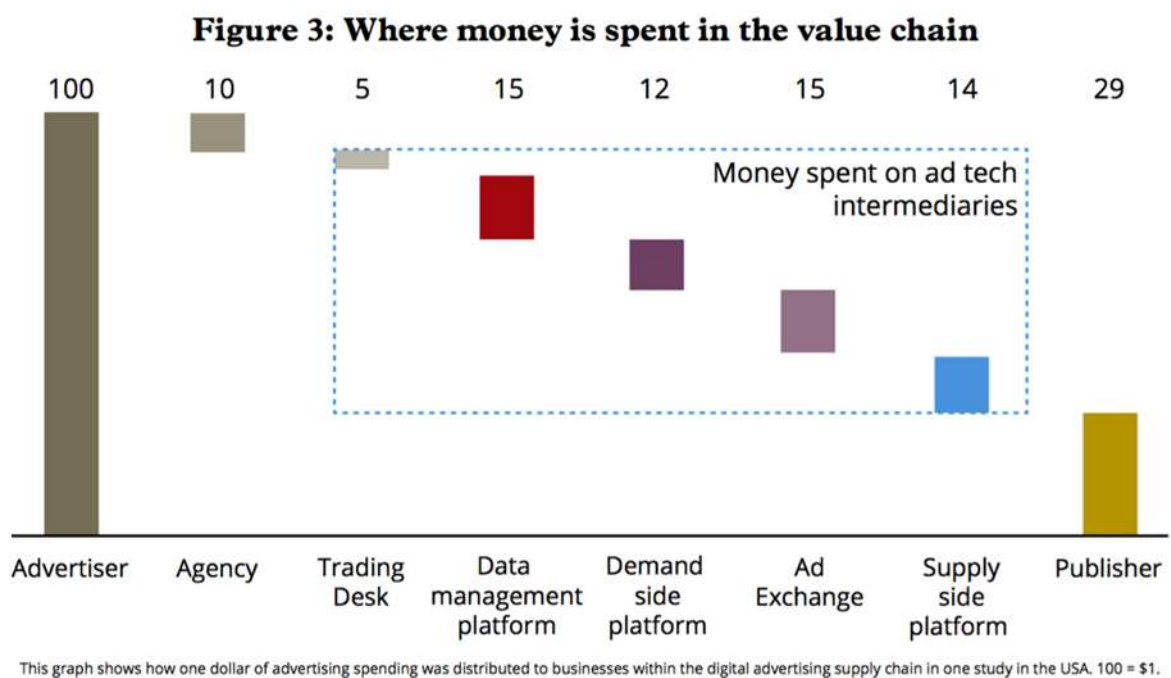 Figure 3: Where money is spent in the value chain
100 10 5 15 12 15 14 29
Money spent on ad tech
intermediaries
Advertiser
Agency
Trading
Desk
Data
management
platform
Demand
side
platform
Ad
Exchange
Supply
side
platform
Publisher
This graph shows how one dollar of advertising spending was distributed to businesses within the digital advertising supply chain in one study in the USA. 100 = $1.